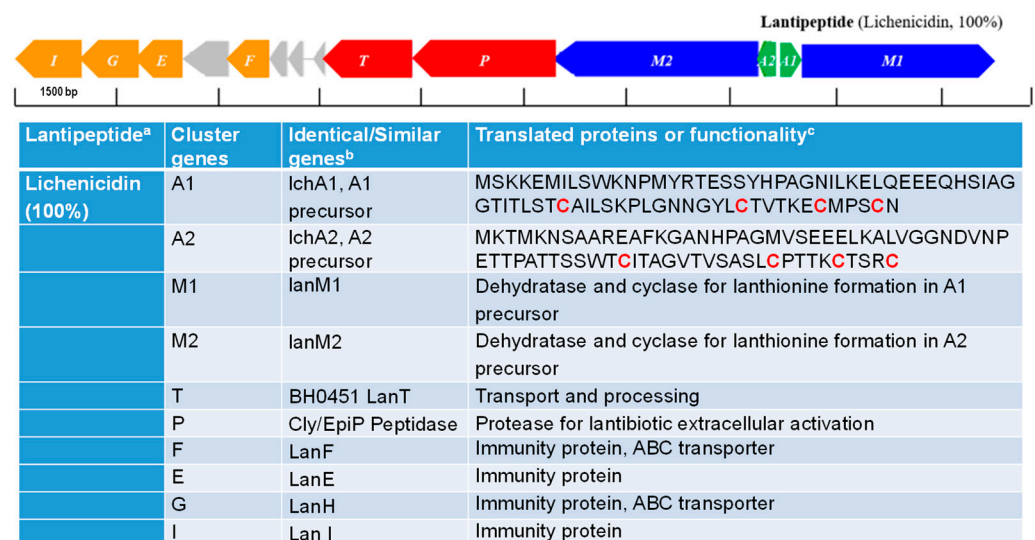 Lantipeptide (Lichenicidin, 100%)
I G E F T P M2 A2 A1 M1
1500 bp
Lantipeptideᵃ Cluster genes Identical/Similar genesᵇ Translated proteins or functionalityᶜ
Lichenicidin (100%) A1 lchA1, A1 precursor MSKKEMILSWKNPMYRTESSYHPAGNILKELQEEEQHSIAG
GTITLSTCAILSKPLGNNGYLCTVTKECMPSCN
A2 lchA2, A2 precursor MKTMKNSAAREAFKGANHPAGMVSEEELKALVGGNDVNP
ETTPATTSSWTCITAGVTVSASLCPTTKCTSRC
M1 lanM1 Dehydratase and cyclase for lanthionine formation in A1
precursor
M2 lanM2 Dehydratase and cyclase for lanthionine formation in A2
precursor
T BH0451 LanT Transport and processing
P Cly/EpiP Peptidase Protease for lantibiotic extracellular activation
F LanF Immunity protein, ABC transporter
E LanE Immunity protein
G LanH Immunity protein, ABC transporter
I Lan I Immunity protein